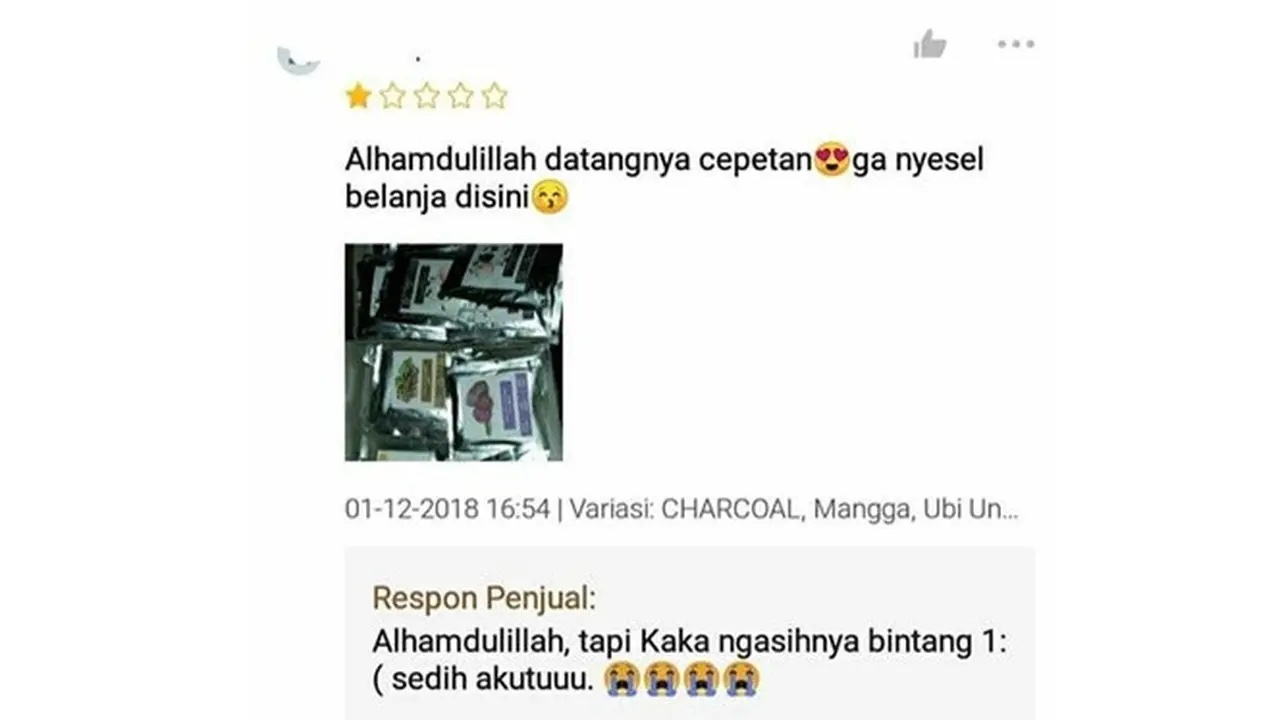 Alhamdulillah datangnya cepetan😍ga nyesel
belanja disini😙
01-12-2018 16:54 | Variasi: CHARCOAL, Mangga, Ubi Un...
Respon Penjual:
Alhamdulillah, tapi Kaka ngasihnya bintang 1:
( sedih akutuuu. 😭😭😭😭